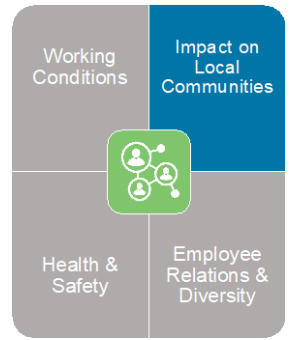 Working
Conditions
Impact on
Local
Communities
Health &
Safety
Employee
Relations &
Diversity